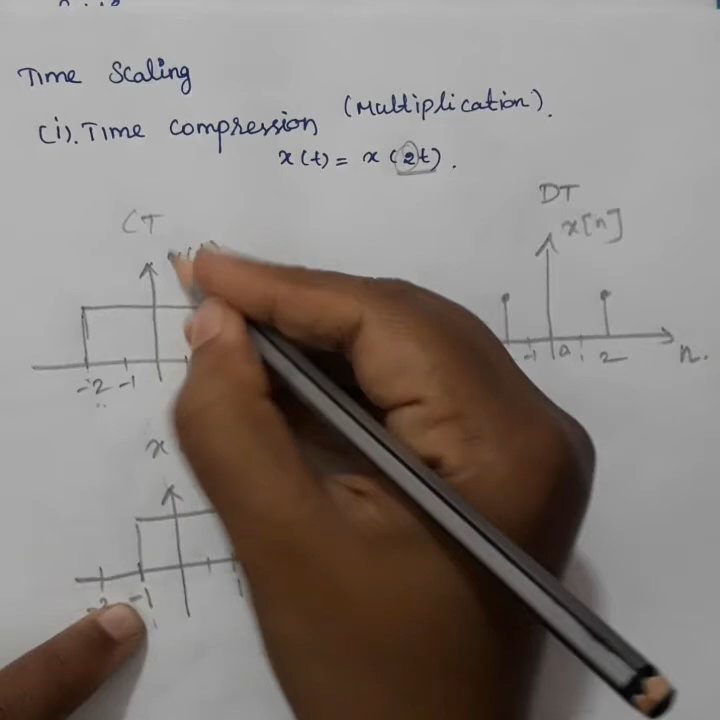 Time Scaling
(i). Time compression (Multiplication).
x(t) = x(2t).
CT
DT
x[n]
-2 -1
-1 0 2 n.
x
-2 -1 1